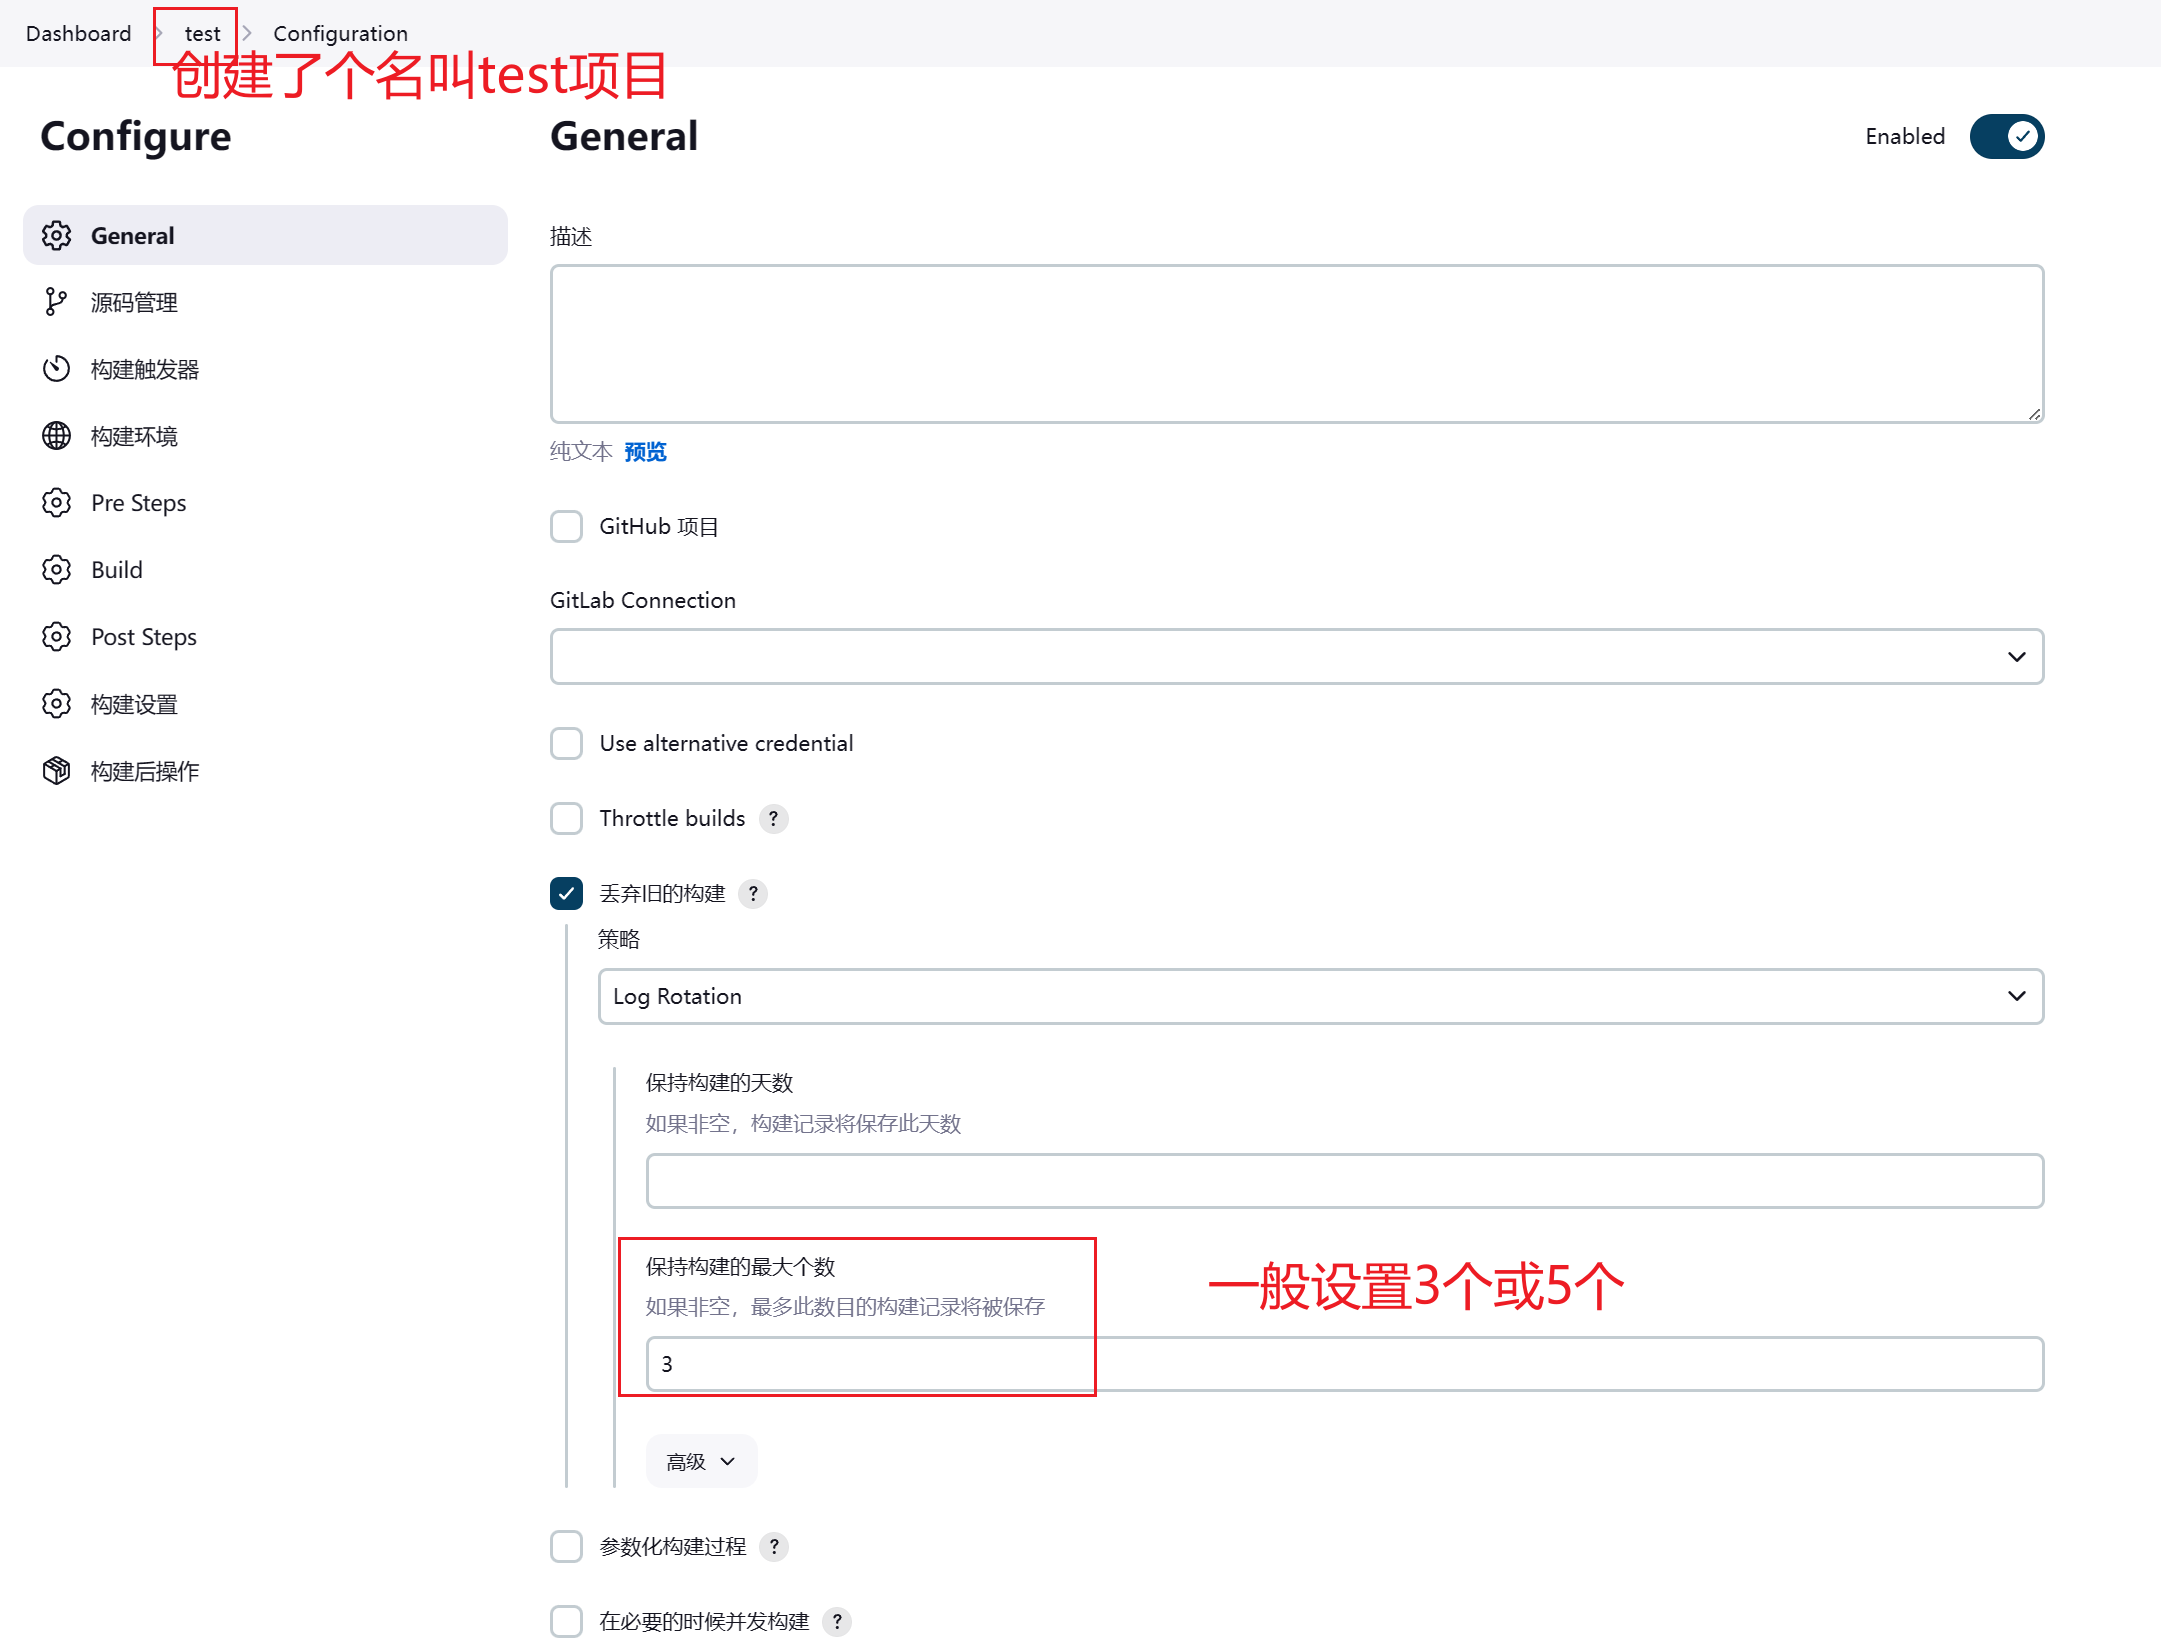 Dashboard > test > Configuration
创建了个名叫test项目
Configure
General
源码管理
构建触发器
构建环境
Pre Steps
Build
Post Steps
构建设置
构建后操作
General
Enabled
描述
纯文本 预览
GitHub 项目
GitLab Connection
Use alternative credential
Throttle builds ?
丢弃旧的构建 ?
策略
Log Rotation
保持构建的天数
如果非空，构建记录将保存此天数
保持构建的最大个数
如果非空，最多此数目的构建记录将被保存
一般设置3个或5个
3
高级
参数化构建过程 ?
在必要的时候并发构建 ?